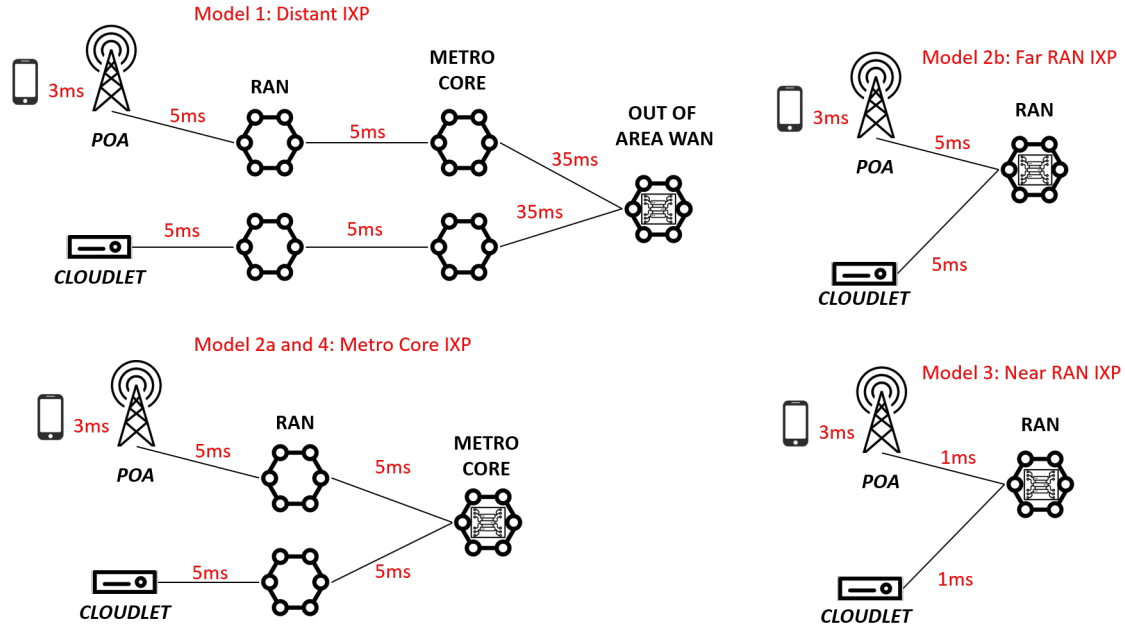 Model 1: Distant IXP
METRO
CORE
RAN
OUT OF
AREA WAN
3ms
5ms
5ms
35ms
POA
35ms
5ms
5ms
CLOUDLET
Model 2b: Far RAN IXP
RAN
3ms
5ms
POA
5ms
CLOUDLET
Model 2a and 4: Metro Core IXP
RAN
METRO
CORE
3ms
5ms
5ms
POA
5ms
5ms
CLOUDLET
Model 3: Near RAN IXP
RAN
3ms
1ms
POA
1ms
CLOUDLET